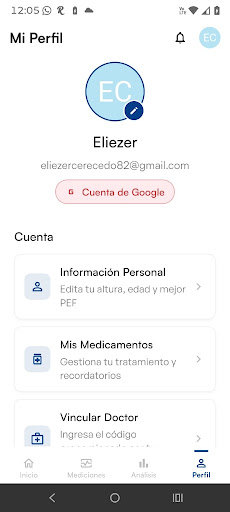 12:05
Mi Perfil
EC
EC
Eliezer
eliezercerecedo82@gmail.com
G Cuenta de Google
Cuenta
Información Personal
Edita tu altura, edad y mejor
PEF
Mis Medicamentos
Gestiona tu tratamiento y
recordatorios
Vincular Doctor
Ingresa el código
Inicio
Mediciones
Análisis
Perfil